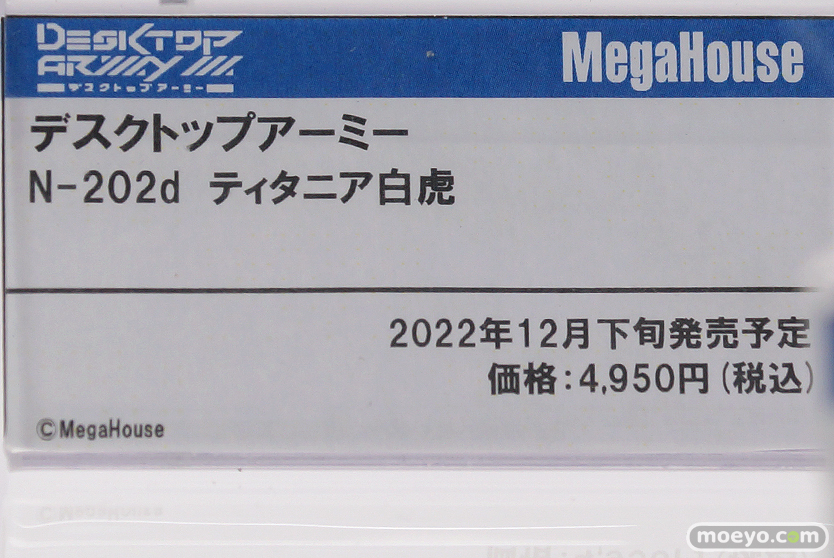 DESKTOP
ARMY
デスクトップアーミー
MegaHouse
デスクトップアーミー
N-202d ティタニア白虎
2022年12月下旬発売予定
価格:4,950円(税込)
©MegaHouse
moeyo.com